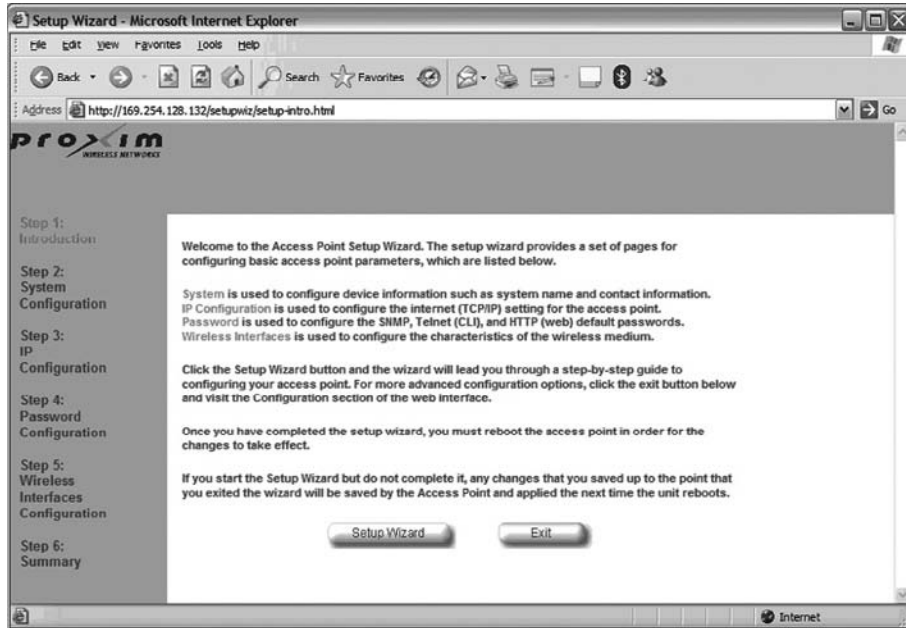 Setup Wizard - Microsoft Internet Explorer
File Edit View Favorites Tools Help
Back Search Favorites
Address http://169.254.128.132/setupwiz/setup-intro.html Go
proxim
WIRELESS NETWORKS
Step 1:
Introduction
Step 2:
System
Configuration
Step 3:
IP
Configuration
Step 4:
Password
Configuration
Step 5:
Wireless
Interfaces
Configuration
Step 6:
Summary
Welcome to the Access Point Setup Wizard. The setup wizard provides a set of pages for
configuring basic access point parameters, which are listed below.
System is used to configure device information such as system name and contact information.
IP Configuration is used to configure the internet (TCP/IP) setting for the access point.
Password is used to configure the SNMP, Telnet (CLI), and HTTP (web) default passwords.
Wireless Interfaces is used to configure the characteristics of the wireless medium.
Click the Setup Wizard button and the wizard will lead you through a step-by-step guide to
configuring your access point. For more advanced configuration options, click the exit button below
and visit the Configuration section of the web interface.
Once you have completed the setup wizard, you must reboot the access point in order for the
changes to take effect.
If you start the Setup Wizard but do not complete it, any changes that you saved up to the point that
you exited the wizard will be saved by the Access Point and applied the next time the unit reboots.
Setup Wizard Exit
Internet